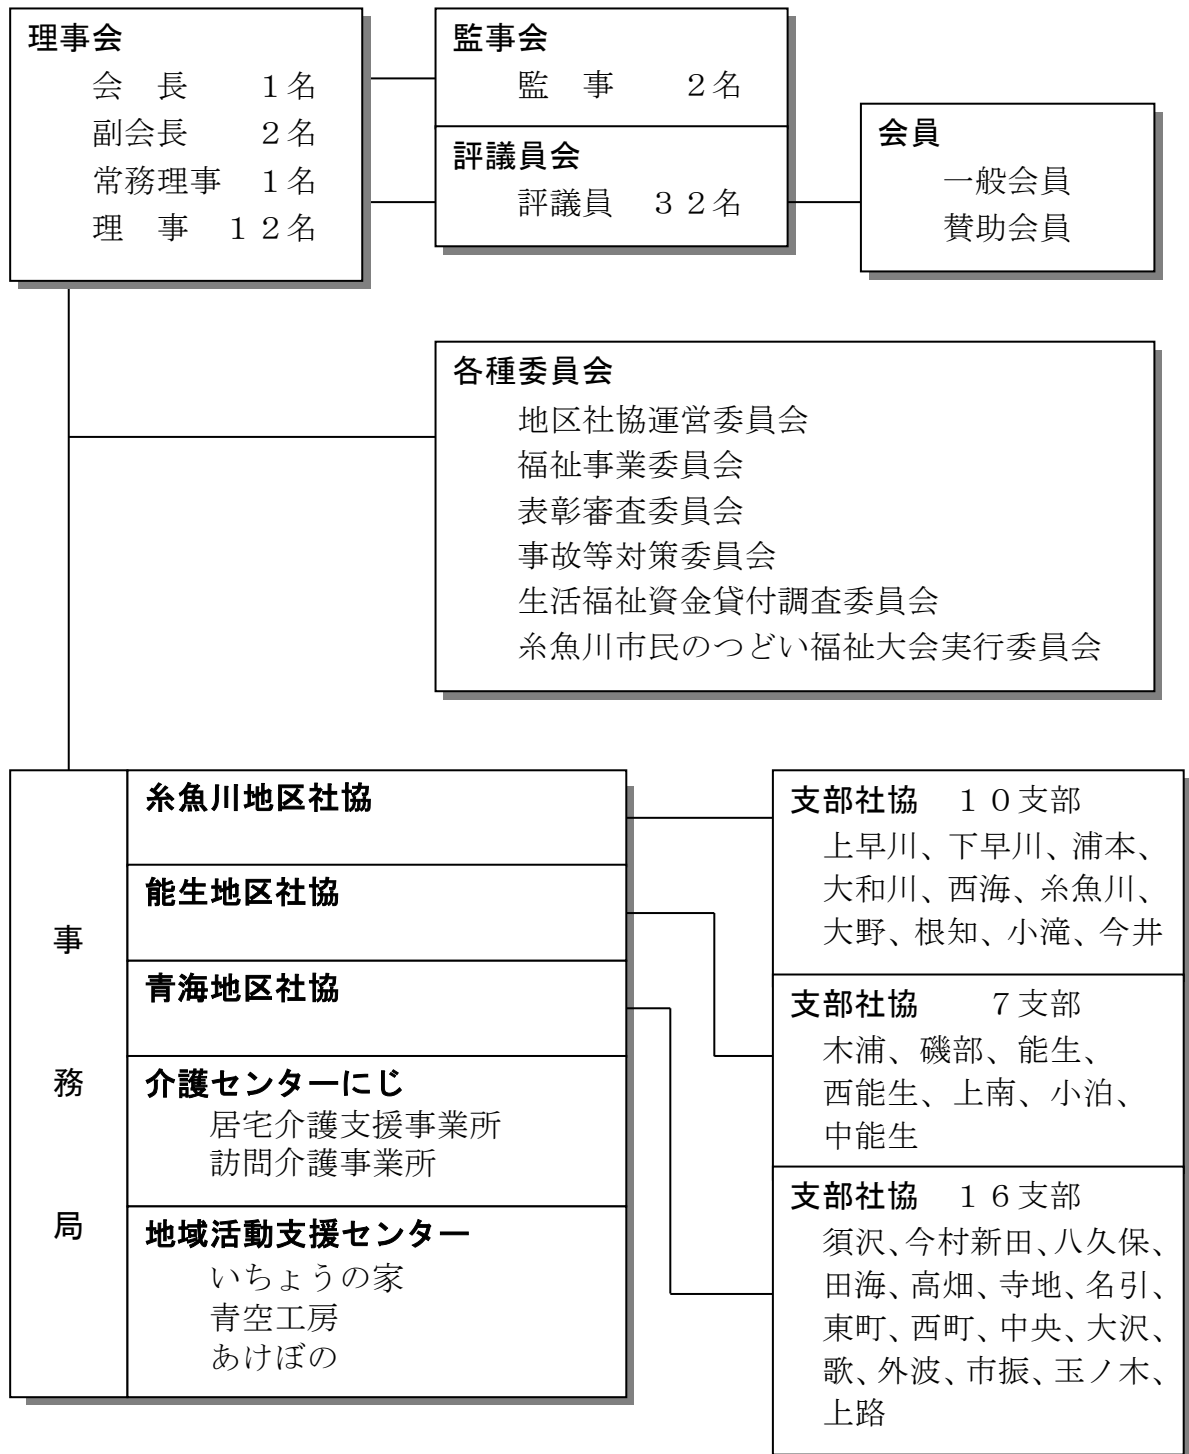 理事会
会　長　　１名
副会長　　２名
常務理事　１名
理　事　１２名
監事会
監　事　　２名
評議員会
評議員　３２名
会員
一般会員
賛助会員
各種委員会
地区社協運営委員会
福祉事業委員会
表彰審査委員会
事故等対策委員会
生活福祉資金貸付調査委員会
糸魚川市民のつどい福祉大会実行委員会
事務局
糸魚川地区社協
能生地区社協
青海地区社協
介護センターにじ
居宅介護支援事業所
訪問介護事業所
地域活動支援センター
いちょうの家
青空工房
あけぼの
支部社協　１０支部
上早川、下早川、浦本、
大和川、西海、糸魚川、
大野、根知、小滝、今井
支部社協　　７支部
木浦、磯部、能生、
西能生、上南、小泊、
中能生
支部社協　１６支部
須沢、今村新田、八久保、
田海、高畑、寺地、名引、
東町、西町、中央、大沢、
歌、外波、市振、玉ノ木、
上路